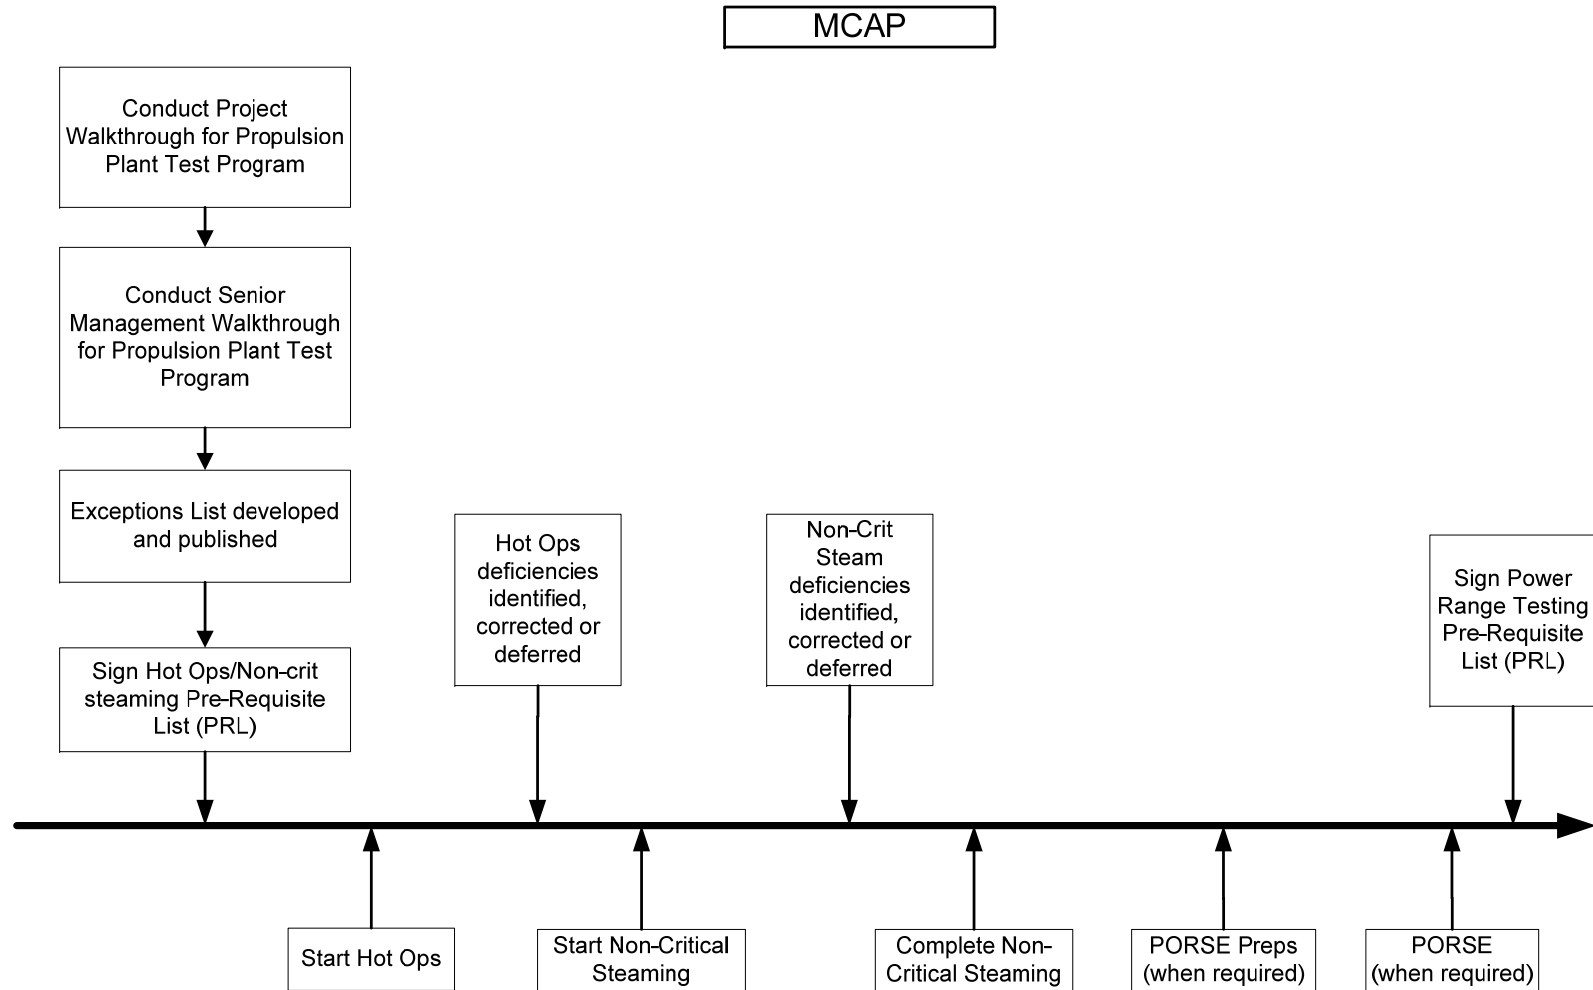 MCAP
Conduct Project
Walkthrough for Propulsion
Plant Test Program
Conduct Senior
Management Walkthrough
for Propulsion Plant Test
Program
Exceptions List developed
and published
Sign Hot Ops/Non-crit
steaming Pre-Requisite
List (PRL)
Hot Ops
deficiencies
identified,
corrected or
deferred
Non-Crit
Steam
deficiencies
identified,
corrected or
deferred
Sign Power
Range Testing
Pre-Requisite
List (PRL)
Start Hot Ops
Start Non-Critical
Steaming
Complete Non-
Critical Steaming
PORSE Preps
(when required)
PORSE
(when required)